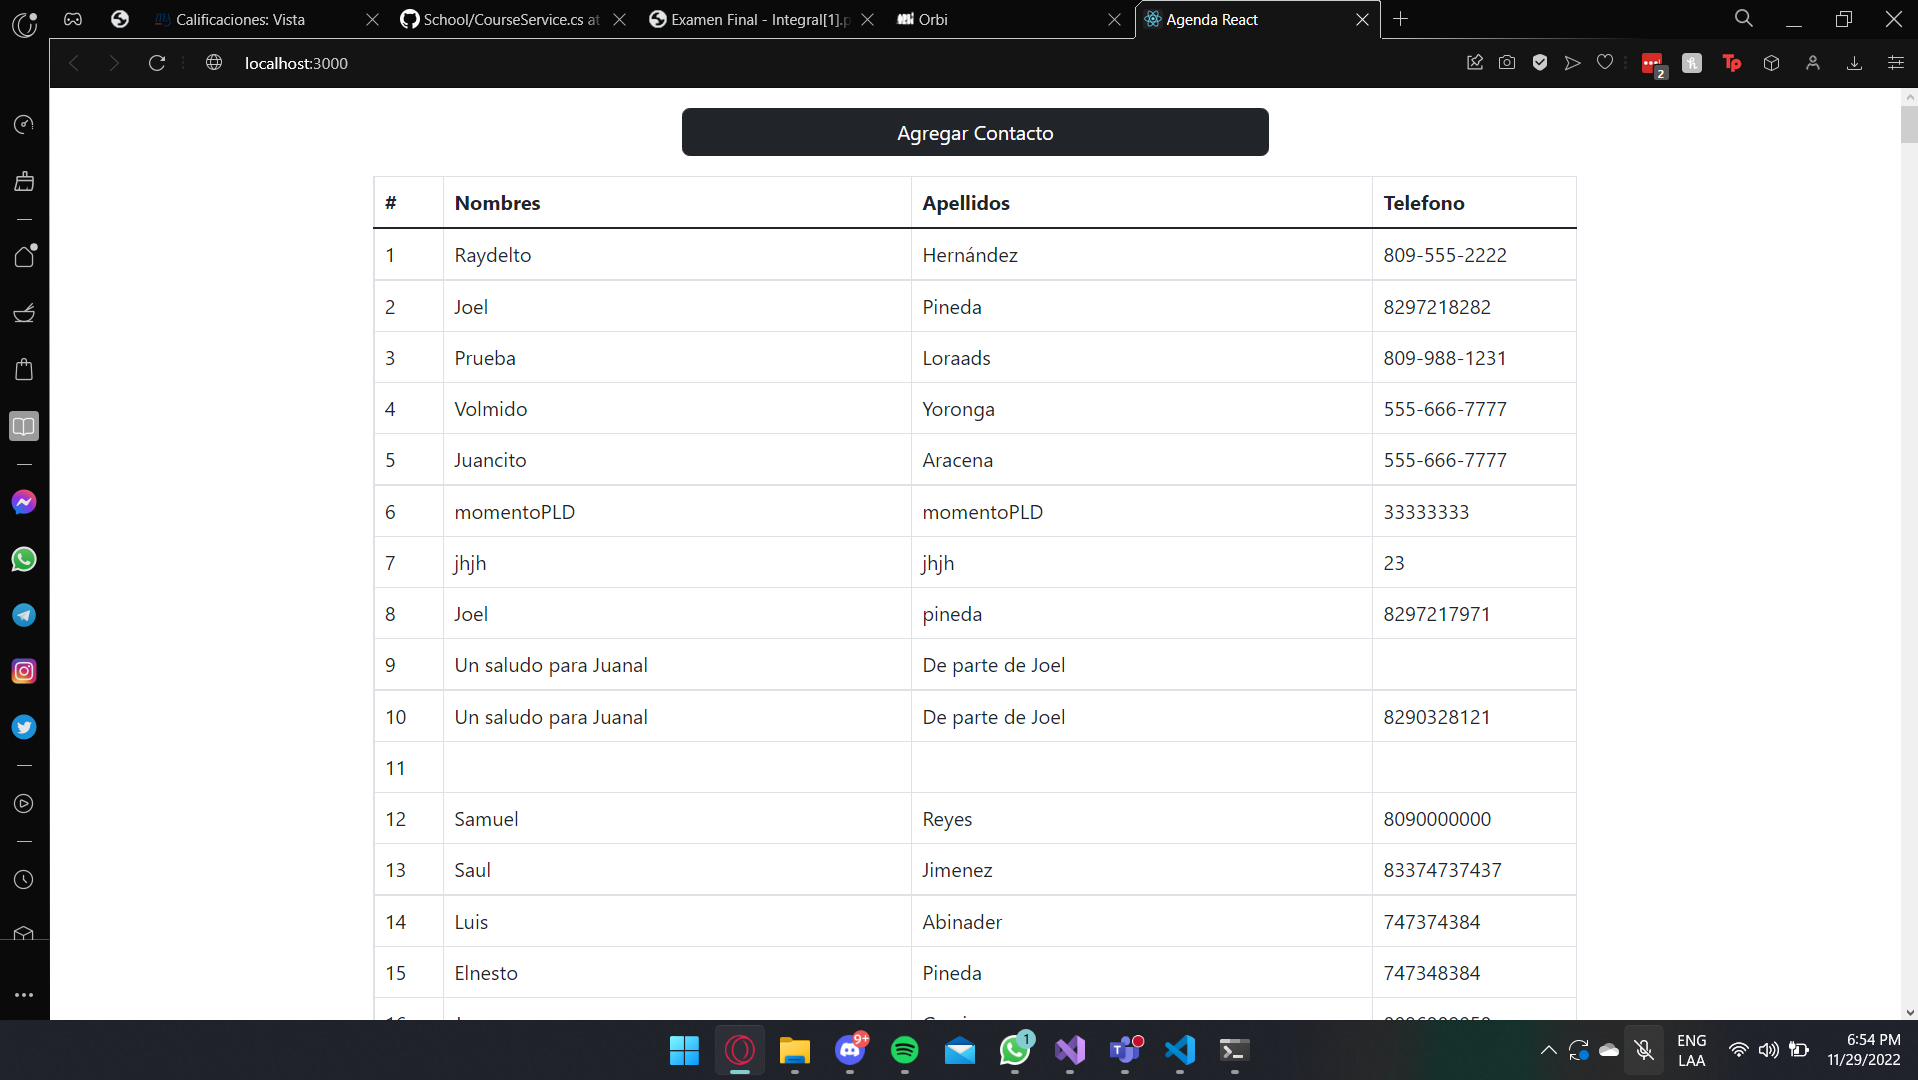 Calificaciones: Vista
School/CourseService.cs at
Examen Final - Integral[1].p
Orbi
Agenda React
localhost:3000
2
Tp
Agregar Contacto
# Nombres Apellidos Telefono
1 Raydelto Hernández 809-555-2222
2 Joel Pineda 8297218282
3 Prueba Loraads 809-988-1231
4 Volmido Yoronga 555-666-7777
5 Juancito Aracena 555-666-7777
6 momentoPLD momentoPLD 33333333
7 jhjh jhjh 23
8 Joel pineda 8297217971
9 Un saludo para Juanal De parte de Joel
10 Un saludo para Juanal De parte de Joel 8290328121
11
12 Samuel Reyes 8090000000
13 Saul Jimenez 83374737437
14 Luis Abinader 747374384
15 Elnesto Pineda 747348384
9+
1
ENG
LAA
6:54 PM
11/29/2022